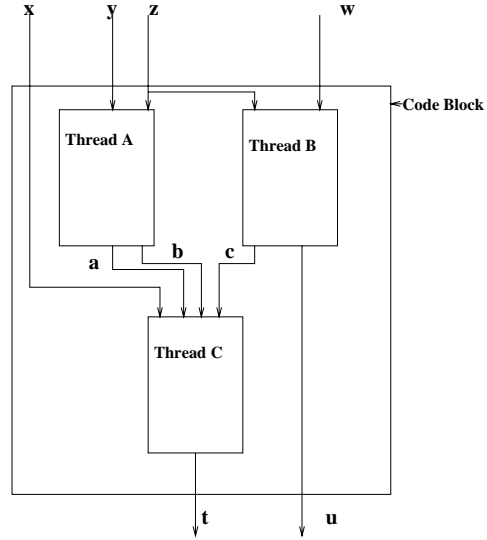 x y z w
Code Block
Thread A
Thread B
a b c
Thread C
t u